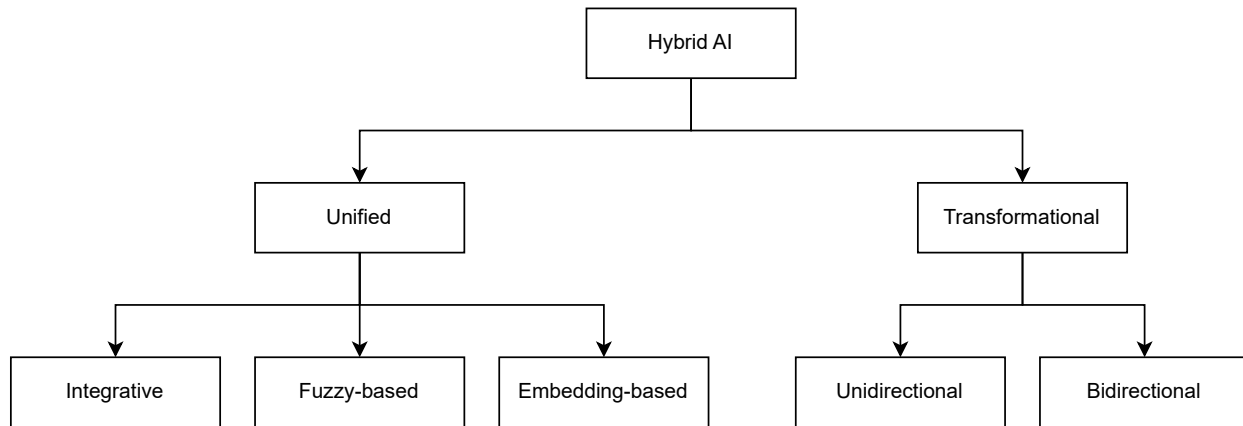 Hybrid AI
Unified
Transformational
Integrative
Fuzzy-based
Embedding-based
Unidirectional
Bidirectional